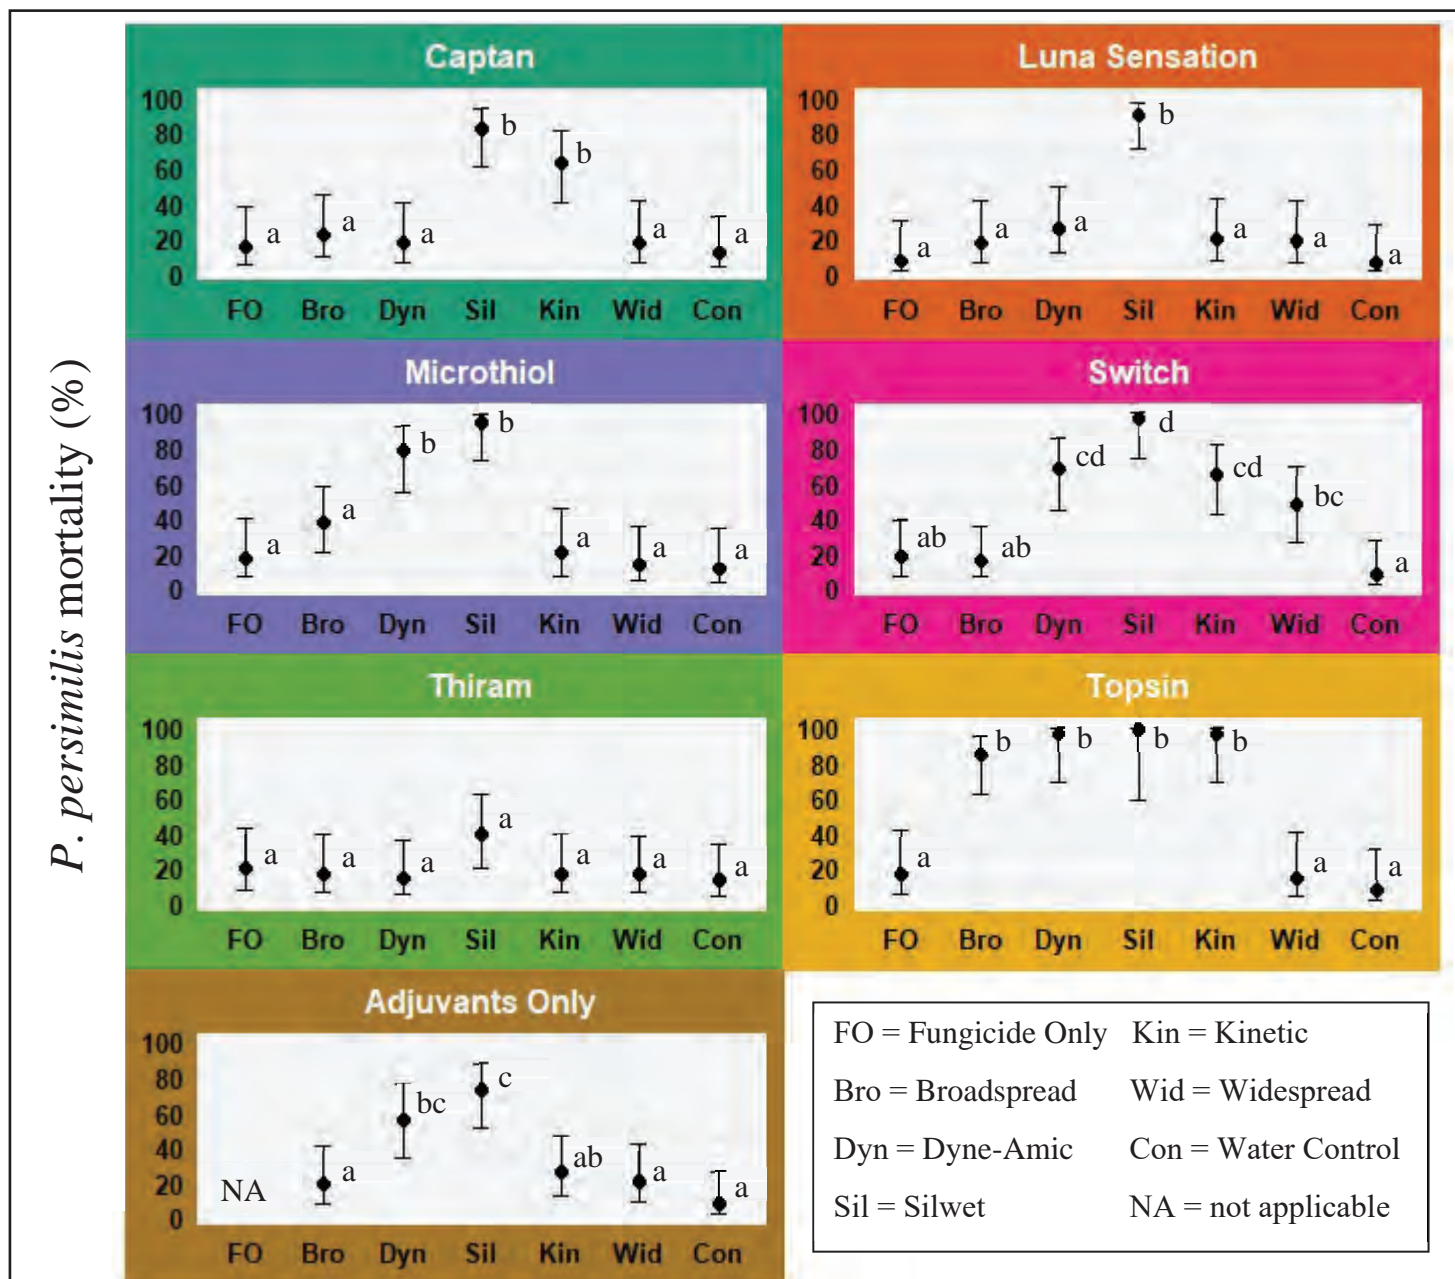 P. persimilis mortality (%)
Captan
100
80
60
40
20
0
a
a
a
b
b
a
a
FO Bro Dyn Sil Kin Wid Con
Luna Sensation
100
80
60
40
20
0
a
a
a
b
a
a
a
FO Bro Dyn Sil Kin Wid Con
Microthiol
100
80
60
40
20
0
a
a
b
b
a
a
a
FO Bro Dyn Sil Kin Wid Con
Switch
100
80
60
40
20
0
ab
ab
cd
d
cd
bc
a
FO Bro Dyn Sil Kin Wid Con
Thiram
100
80
60
40
20
0
a
a
a
a
a
a
a
FO Bro Dyn Sil Kin Wid Con
Topsin
100
80
60
40
20
0
a
b
b
b
b
a
a
FO Bro Dyn Sil Kin Wid Con
Adjuvants Only
100
80
60
40
20
0
NA
a
bc
c
ab
a
a
FO Bro Dyn Sil Kin Wid Con
FO = Fungicide Only Kin = Kinetic
Bro = Broadspread Wid = Widespread
Dyn = Dyne-Amic Con = Water Control
Sil = Silwet NA = not applicable